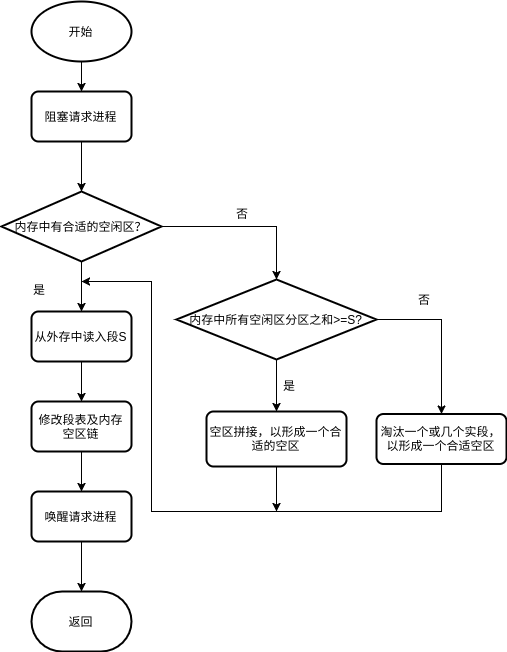 开始
阻塞请求进程
内存中有合适的空闲区?
否
是
内存中所有空闲区分区之和>=S?
否
从外存中读入段S
是
修改段表及内存
空区链
空区拼接，以形成一个合
适的空区
淘汰一个或几个实段，
以形成一个合适空区
唤醒请求进程
返回